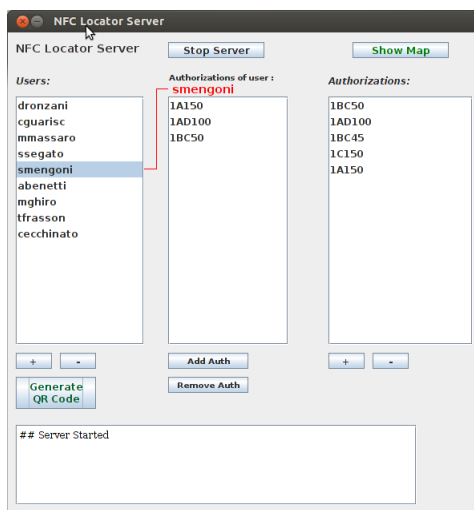 NFC Locator Server
NFC Locator Server
Stop Server
Show Map
Users:
Authorizations of user :
smengoni
Authorizations:
dronzani
cguarisc
mmassaro
ssegato
smengoni
abenetti
mghiro
tfrasson
cecchinato
1A150
1AD100
1BC50
1BC50
1AD100
1BC45
1C150
1A150
+
-
Add Auth
+
-
Generate
QR Code
Remove Auth
## Server Started